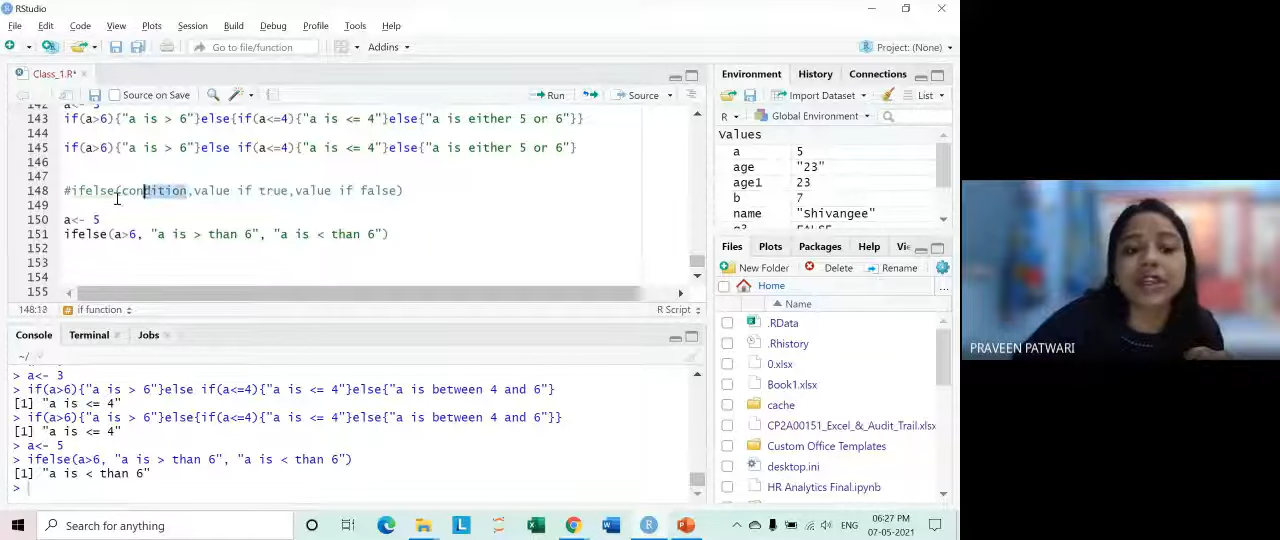 RStudio
File Edit Code View Plots Session Build Debug Profile Tools Help
Go to file/function Addins Project: (None)
Class_1.R*
Source on Save Run Source
143 if(a>6){"a is > 6"}else{if(a<=4){"a is <= 4"}else{"a is either 5 or 6"}}
144
145 if(a>6){"a is > 6"}else if(a<=4){"a is <= 4"}else{"a is either 5 or 6"}
146
147
148 #ifelse(condition,value if true,value if false)
149
150 a<- 5
151 ifelse(a>6, "a is > than 6", "a is < than 6")
152
153
154
155
if function R Script
Console Terminal Jobs
~/
> a<- 3
> if(a>6){"a is > 6"}else if(a<=4){"a is <= 4"}else{"a is between 4 and 6"}
[1] "a is <= 4"
> if(a>6){"a is > 6"}else{if(a<=4){"a is <= 4"}else{"a is between 4 and 6"}}
[1] "a is <= 4"
> a<- 5
> ifelse(a>6, "a is > than 6", "a is < than 6")
[1] "a is < than 6"
>
Environment History Connections
Import Dataset List
R Global Environment
Values
a 5
age "23"
age1 23
b 7
name "Shivangee"
Files Plots Packages Help
New Folder Delete Rename
Home
Name
.RData
.Rhistory
0.xlsx
Book1.xlsx
cache
CP2A00151_Excel_&_Audit_Trail.xlsx
Custom Office Templates
desktop.ini
HR Analytics Final.ipynb
PRAVEEN PATWARI
Search for anything
ENG
06:27 PM
07-05-2021